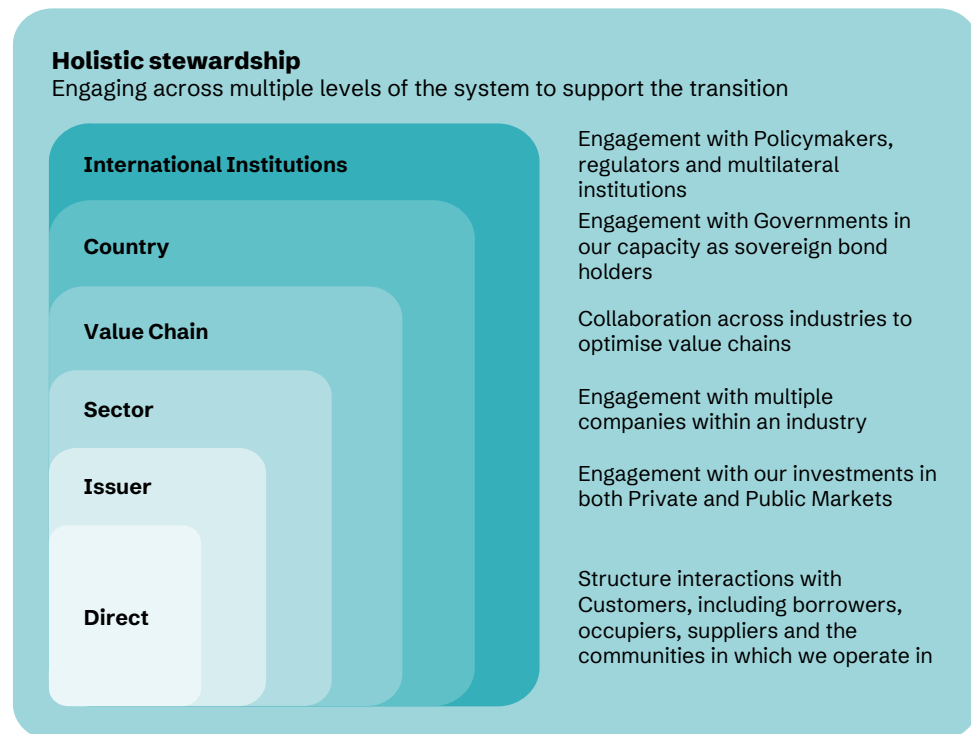 Holistic stewardship
Engaging across multiple levels of the system to support the transition
International Institutions
Engagement with Policymakers,
regulators and multilateral
institutions
Country
Engagement with Governments in
our capacity as sovereign bond
holders
Value Chain
Collaboration across industries to
optimise value chains
Sector
Engagement with multiple
companies within an industry
Issuer
Engagement with our investments in
both Private and Public Markets
Direct
Structure interactions with
Customers, including borrowers,
occupiers, suppliers and the
communities in which we operate in